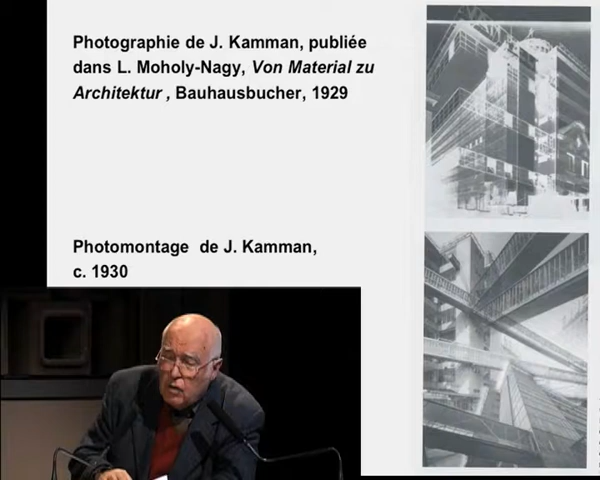 Photographie de J. Kamman, publiée
dans L. Moholy-Nagy, Von Material zu
Architektur , Bauhausbucher, 1929
Photomontage de J. Kamman,
c. 1930